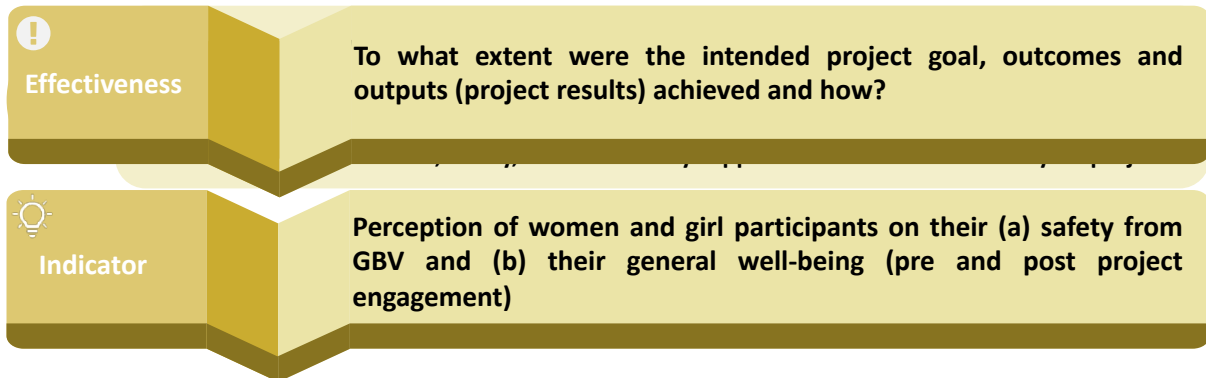 Effectiveness
To what extent were the intended project goal, outcomes and
outputs (project results) achieved and how?
Indicator
Perception of women and girl participants on their (a) safety from
GBV and (b) their general well-being (pre and post project
engagement)